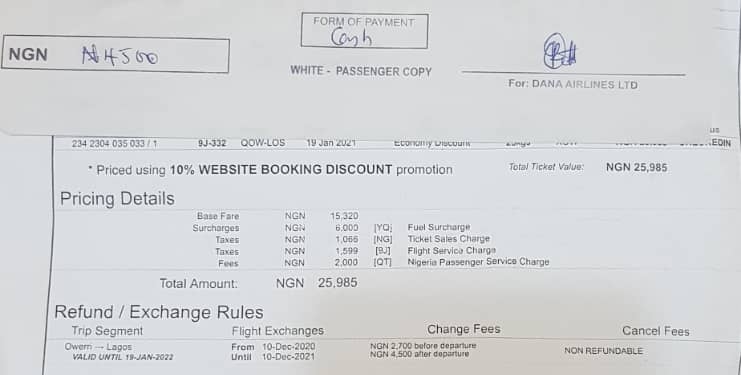 FORM OF PAYMENT
Cash
NGN ₦4500
WHITE - PASSENGER COPY
For: DANA AIRLINES LTD
234 2304 035 033 / 1 9J-332 QOW-LOS 19 Jan 2021 Economy Discount
* Priced using 10% WEBSITE BOOKING DISCOUNT promotion Total Ticket Value: NGN 25,985
Pricing Details
Base Fare NGN 15,320
Surcharges NGN 6,000 [YQ] Fuel Surcharge
Taxes NGN 1,066 [NG] Ticket Sales Charge
Taxes NGN 1,599 [9J] Flight Service Charge
Fees NGN 2,000 [QT] Nigeria Passenger Service Charge
Total Amount: NGN 25,985
Refund / Exchange Rules
Trip Segment Flight Exchanges Change Fees Cancel Fees
Owerri -- Lagos From 10-Dec-2020 NGN 2,700 before departure NON REFUNDABLE
VALID UNTIL 19-JAN-2022 Until 10-Dec-2021 NGN 4,500 after departure